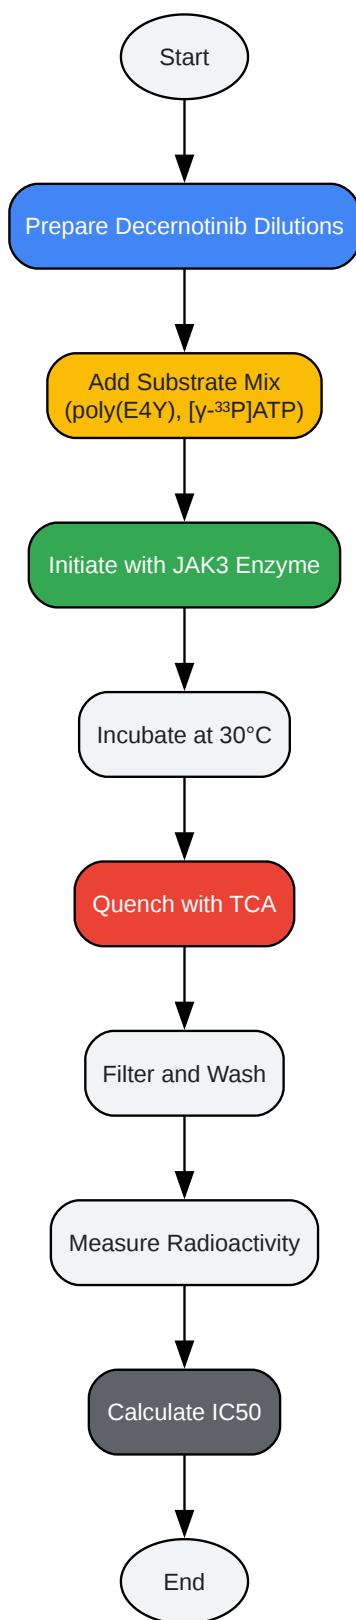 Start
Prepare Decernotinib Dilutions
Add Substrate Mix
(poly(E4Y), [γ-³³P]ATP)
Initiate with JAK3 Enzyme
Incubate at 30°C
Quench with TCA
Filter and Wash
Measure Radioactivity
Calculate IC50
End